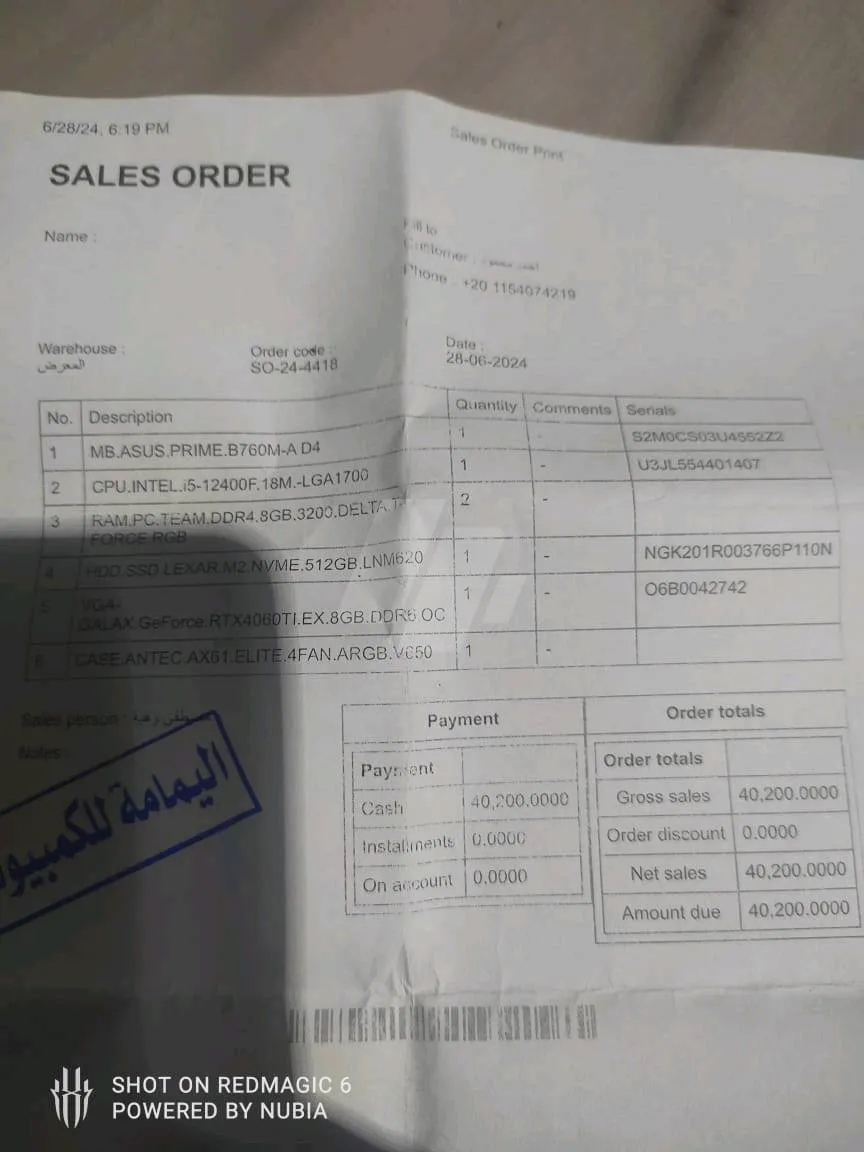 6/28/24, 6:19 PM
Sales Order Print
SALES ORDER
Name :
Bill to
Customer :
Phone : +20 1154074219
Warehouse :
المعرض
Order code :
SO-24-4418
Date :
28-06-2024
No. Description Quantity Comments Serials
1 MB.ASUS.PRIME.B760M-A D4 1 - S2M0CS03U4552Z2
2 CPU.INTEL.i5-12400F.18M.-LGA1700 1 - U3JL554401407
3 RAM.PC.TEAM.DDR4.8GB.3200.DELTA.T- 2 -
FORCE.RGB
4 HDD.SSD.LEXAR.M2.NVME.512GB.LNM620 1 - NGK201R003766P110N
5 VGA- 1 - O6B0042742
GALAX.GeForce.RTX4060TI.EX.8GB.DDR6.OC
6 CASE.ANTEC.AX61.ELITE.4FAN.ARGB.V650 1 -
Sales person : مصطفى وهبة
Notes
اليمامة للكمبيوتر
Payment
Payment
Cash 40,200.0000
Installments 0.0000
On account 0.0000
Order totals
Order totals
Gross sales 40,200.0000
Order discount 0.0000
Net sales 40,200.0000
Amount due 40,200.0000
SHOT ON REDMAGIC 6
POWERED BY NUBIA